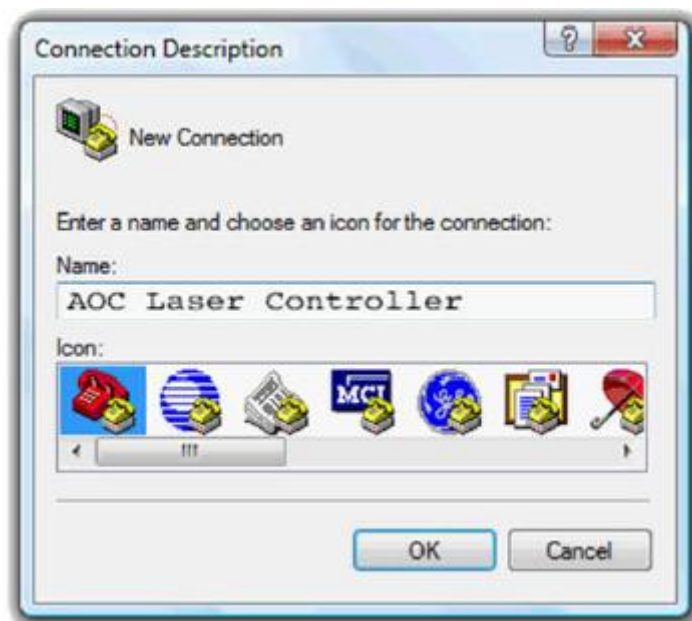 Connection Description
New Connection
Enter a name and choose an icon for the connection:
Name:
AOC Laser Controller
Icon:
MCI
OK
Cancel